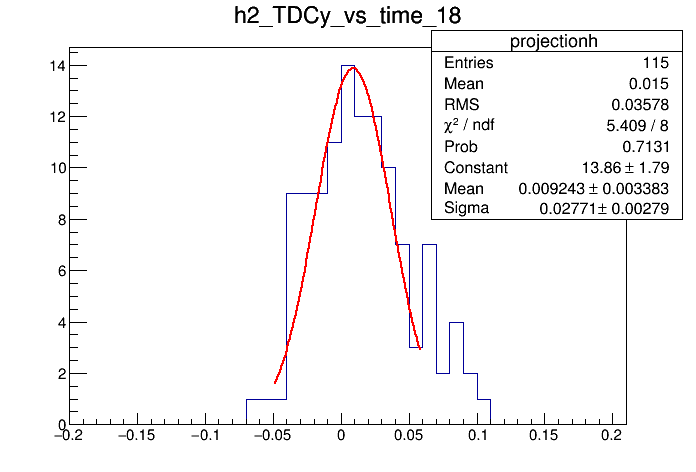 h2_TDCy_vs_time_18
projectionh
Entries 115
Mean 0.015
RMS 0.03578
χ² / ndf 5.409 / 8
Prob 0.7131
Constant 13.86 ± 1.79
Mean 0.009243 ± 0.003383
Sigma 0.02771± 0.00279
14
12
10
8
6
4
2
0
−0.2 −0.15 −0.1 −0.05 0 0.05 0.1 0.15 0.2